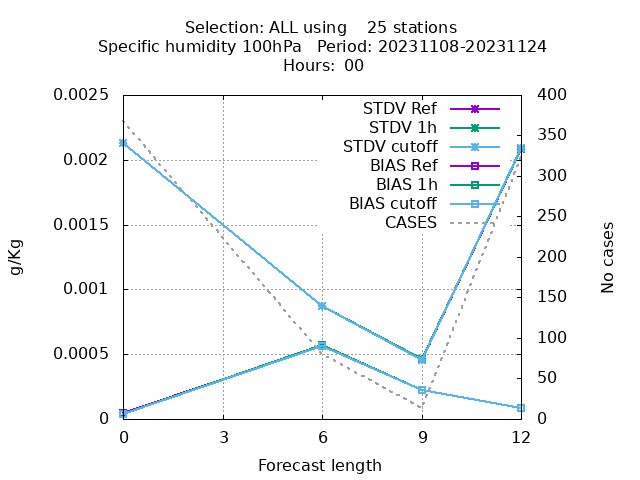 Selection: ALL using    25 stations
Specific humidity 100hPa   Period: 20231108-20231124
Hours:  00
0.0025
0.002
0.0015
0.001
0.0005
0
400
350
300
250
200
150
100
50
0
STDV Ref
STDV 1h
STDV cutoff
BIAS Ref
BIAS 1h
BIAS cutoff
CASES
g/Kg
No cases
0
3
6
9
12
Forecast length